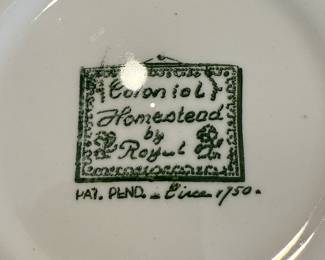 Colonial
Homestead
by
Royal
PAT. PEND. - Circa 1750 -